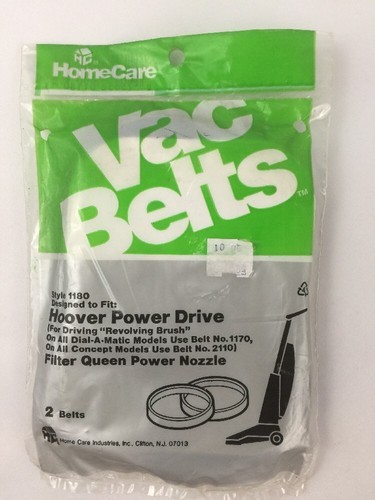 HomeCare
Vac
Belts™
10
Style 1180
Designed to Fit:
Hoover Power Drive
(For Driving "Revolving Brush"
On All Dial-A-Matic Models Use Belt No.1170,
On All Concept Models Use Belt No. 2110)
Filter Queen Power Nozzle
2 Belts
Home Care Industries, Inc., Clifton, N.J. 07013